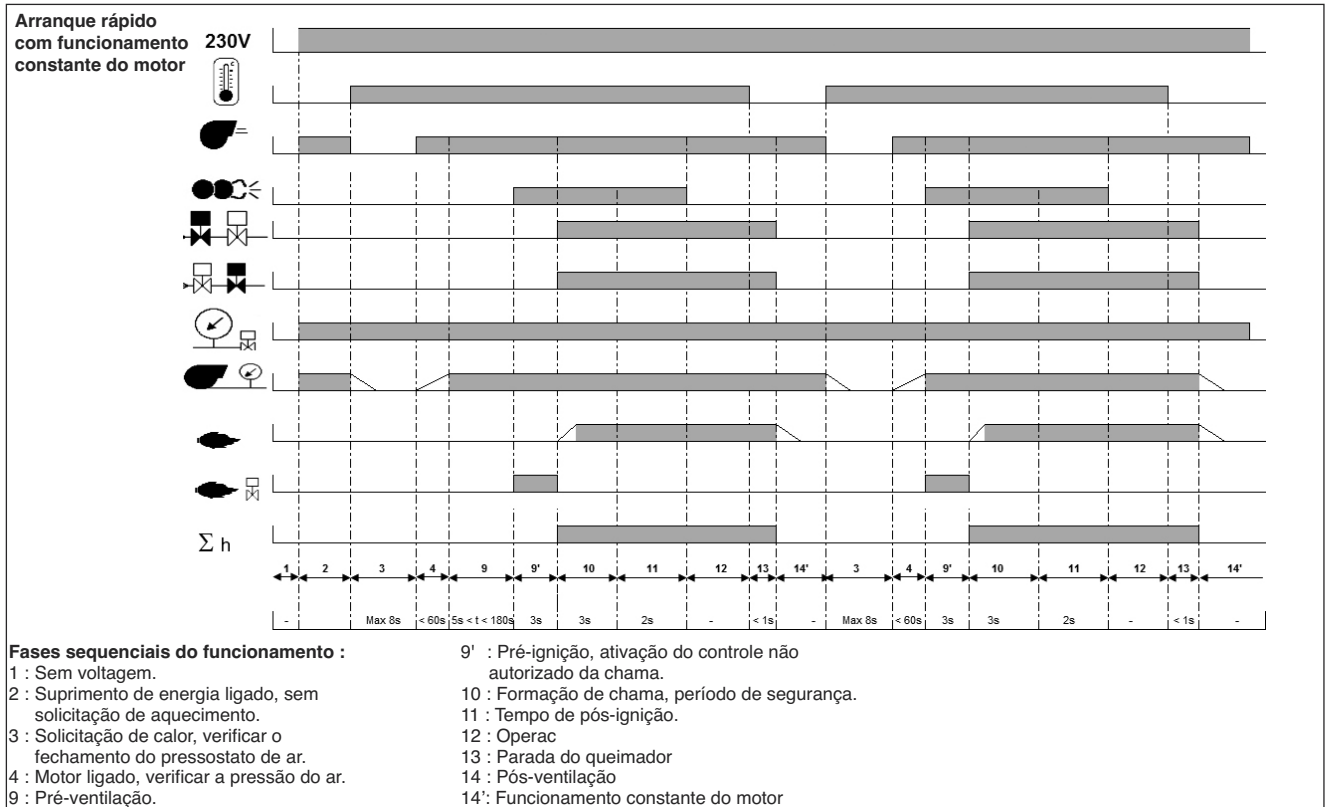 Arranque rápido
com funcionamento 230V
constante do motor
Σ h
1 2 3 4 9 9' 10 11 12 13 14' 3 4 9' 10 11 12 13 14'
- Max 8s < 60s 5s < t < 180s 3s 3s 2s - < 1s - Max 8s < 60s 3s 3s 2s - < 1s -
Fases sequenciais do funcionamento :
1 : Sem voltagem.
2 : Suprimento de energia ligado, sem
solicitação de aquecimento.
3 : Solicitação de calor, verificar o
fechamento do pressostato de ar.
4 : Motor ligado, verificar a pressão do ar.
9 : Pré-ventilação.
9' : Pré-ignição, ativação do controle não
autorizado da chama.
10 : Formação de chama, período de segurança.
11 : Tempo de pós-ignição.
12 : Operac
13 : Parada do queimador
14 : Pós-ventilação
14': Funcionamento constante do motor